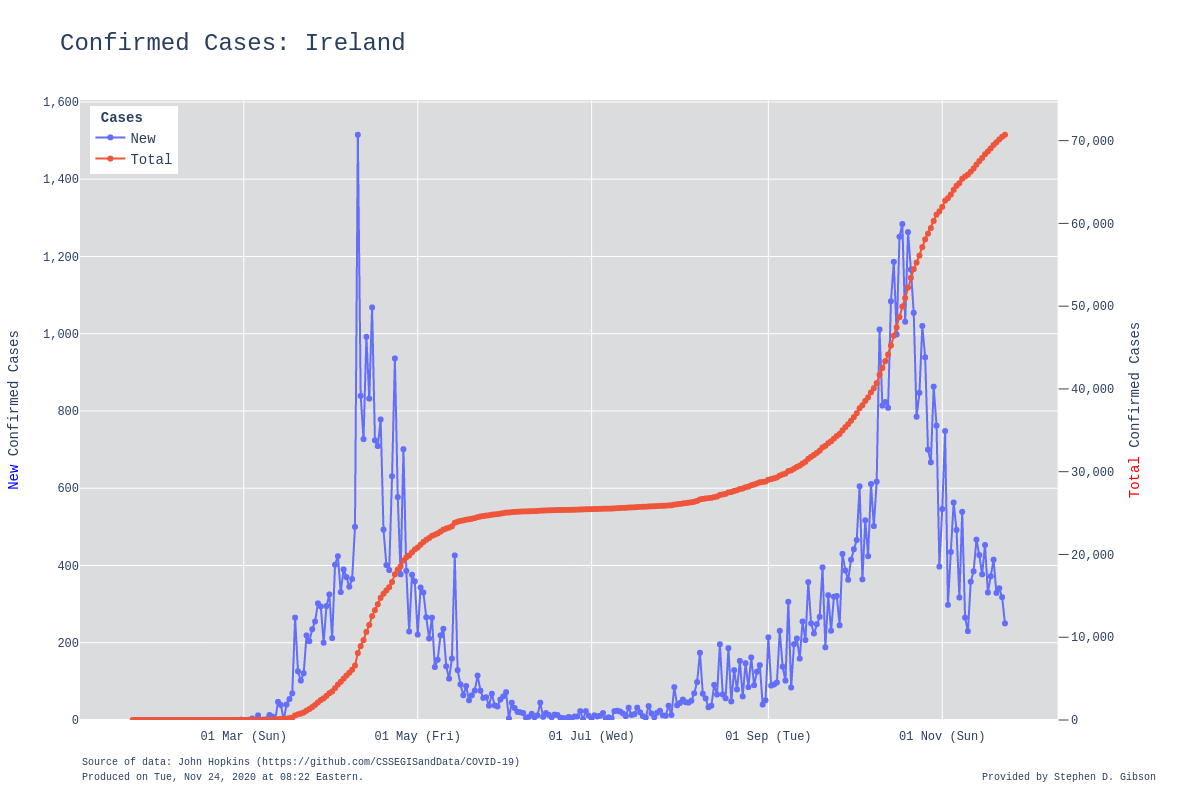 Confirmed Cases: Ireland
Cases
New
Total
1,600
1,400
1,200
1,000
800
600
400
200
0
New Confirmed Cases
70,000
60,000
50,000
40,000
30,000
20,000
10,000
0
Total Confirmed Cases
01 Mar (Sun) 01 May (Fri) 01 Jul (Wed) 01 Sep (Tue) 01 Nov (Sun)
Source of data: John Hopkins (https://github.com/CSSEGISandData/COVID-19)
Produced on Tue, Nov 24, 2020 at 08:22 Eastern.
Provided by Stephen D. Gibson